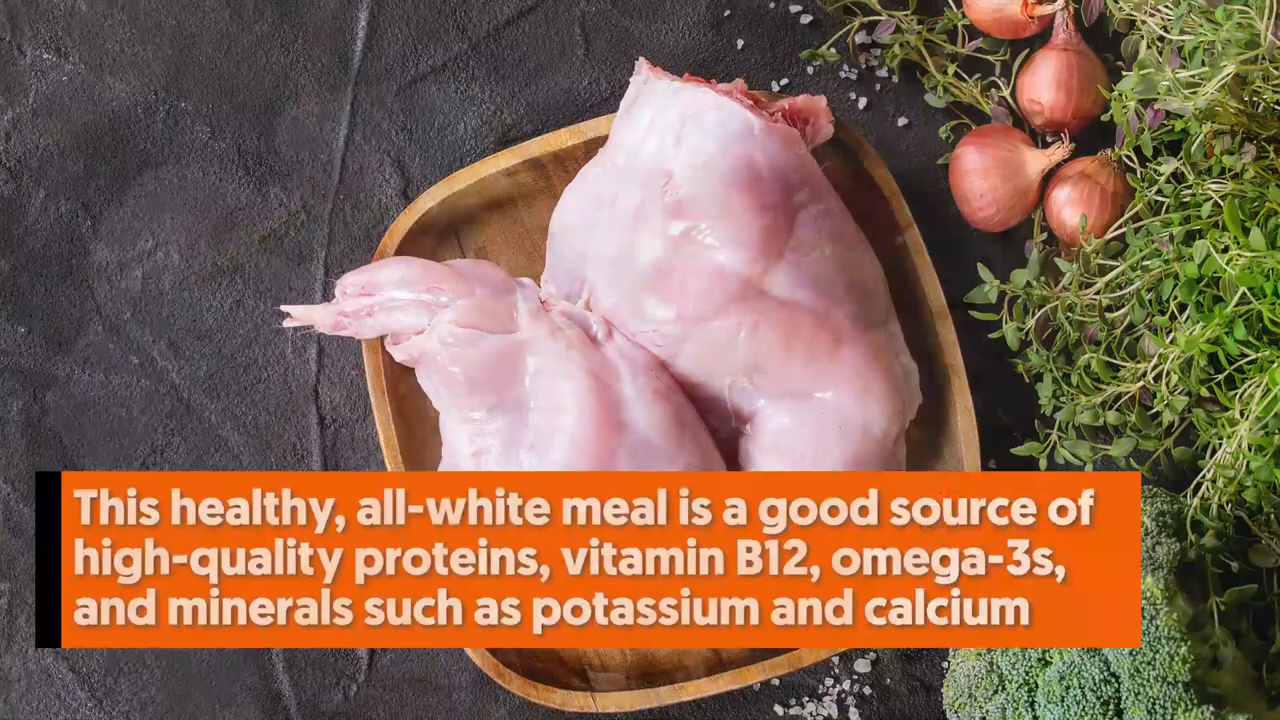 This healthy, all-white meal is a good source of
high-quality proteins, vitamin B12, omega-3s,
and minerals such as potassium and calcium